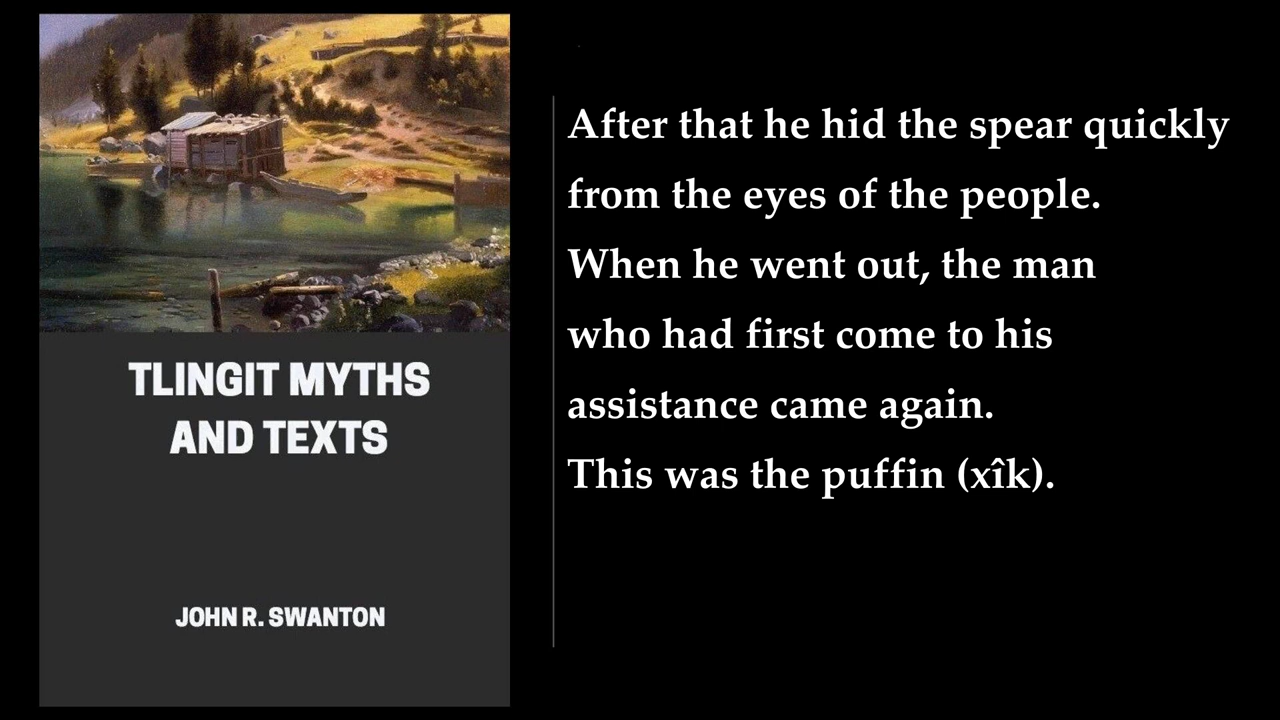 TLINGIT MYTHS
AND TEXTS
JOHN R. SWANTON
After that he hid the spear quickly
from the eyes of the people.
When he went out, the man
who had first come to his
assistance came again.
This was the puffin (xîk).